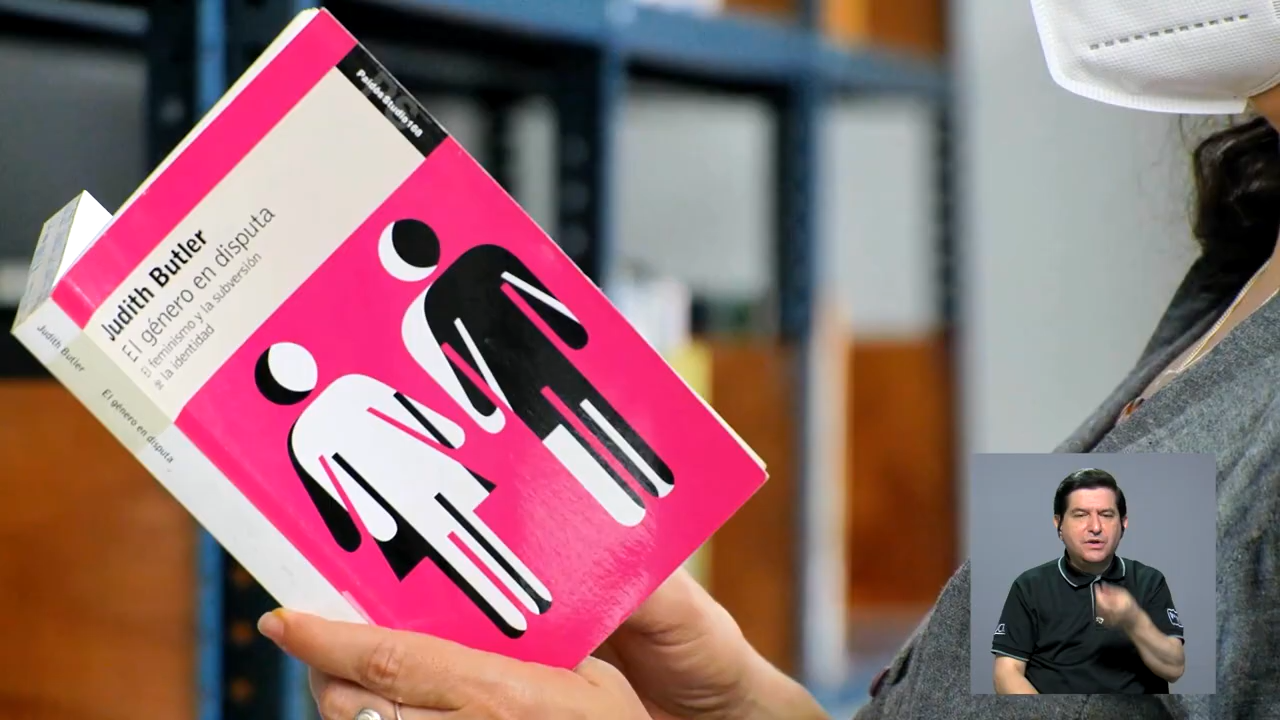 Paidós Studio 168
Judith Butler
El género en disputa
El feminismo y la subversión
de la identidad
Judith Butler
El género en disputa